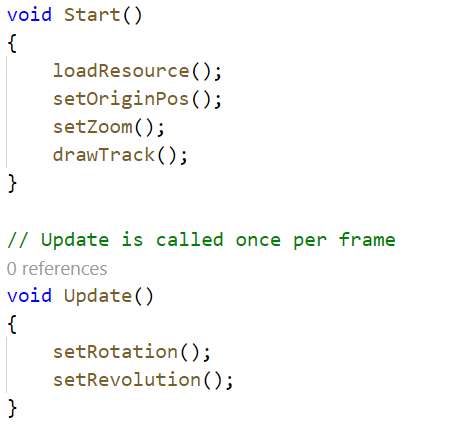 void Start()
{
    loadResource();
    setOriginPos();
    setZoom();
    drawTrack();
}

// Update is called once per frame
0 references
void Update()
{
    setRotation();
    setRevolution();
}